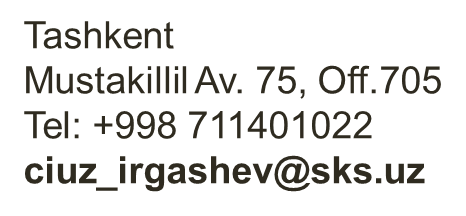 Tashkent
Mustakillil Av. 75, Off.705
Tel: +998 711401022
ciuz_irgashev@sks.uz